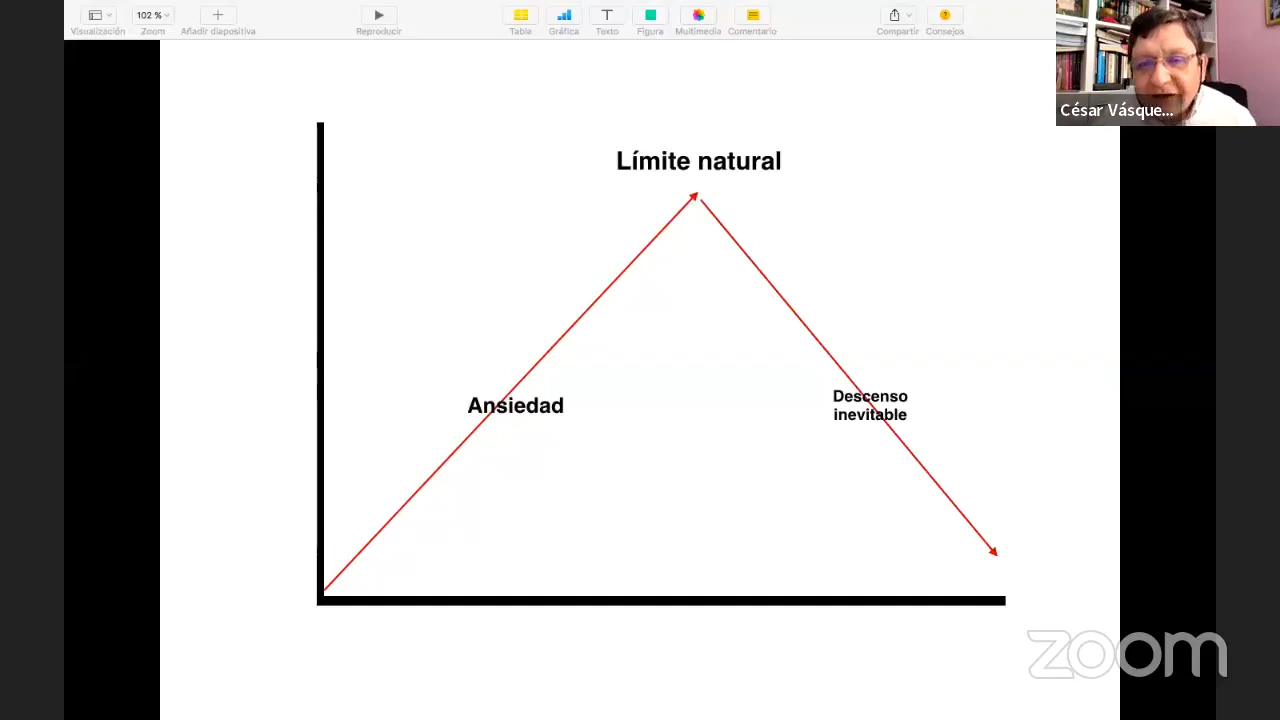 102 %
Visualización Zoom Añadir diapositiva Reproducir Table Gráfica Texto Figura Multimedia Comentario Compartir Consejos
César Vásque...
Límite natural
Ansiedad
Descenso
inevitable
zoom